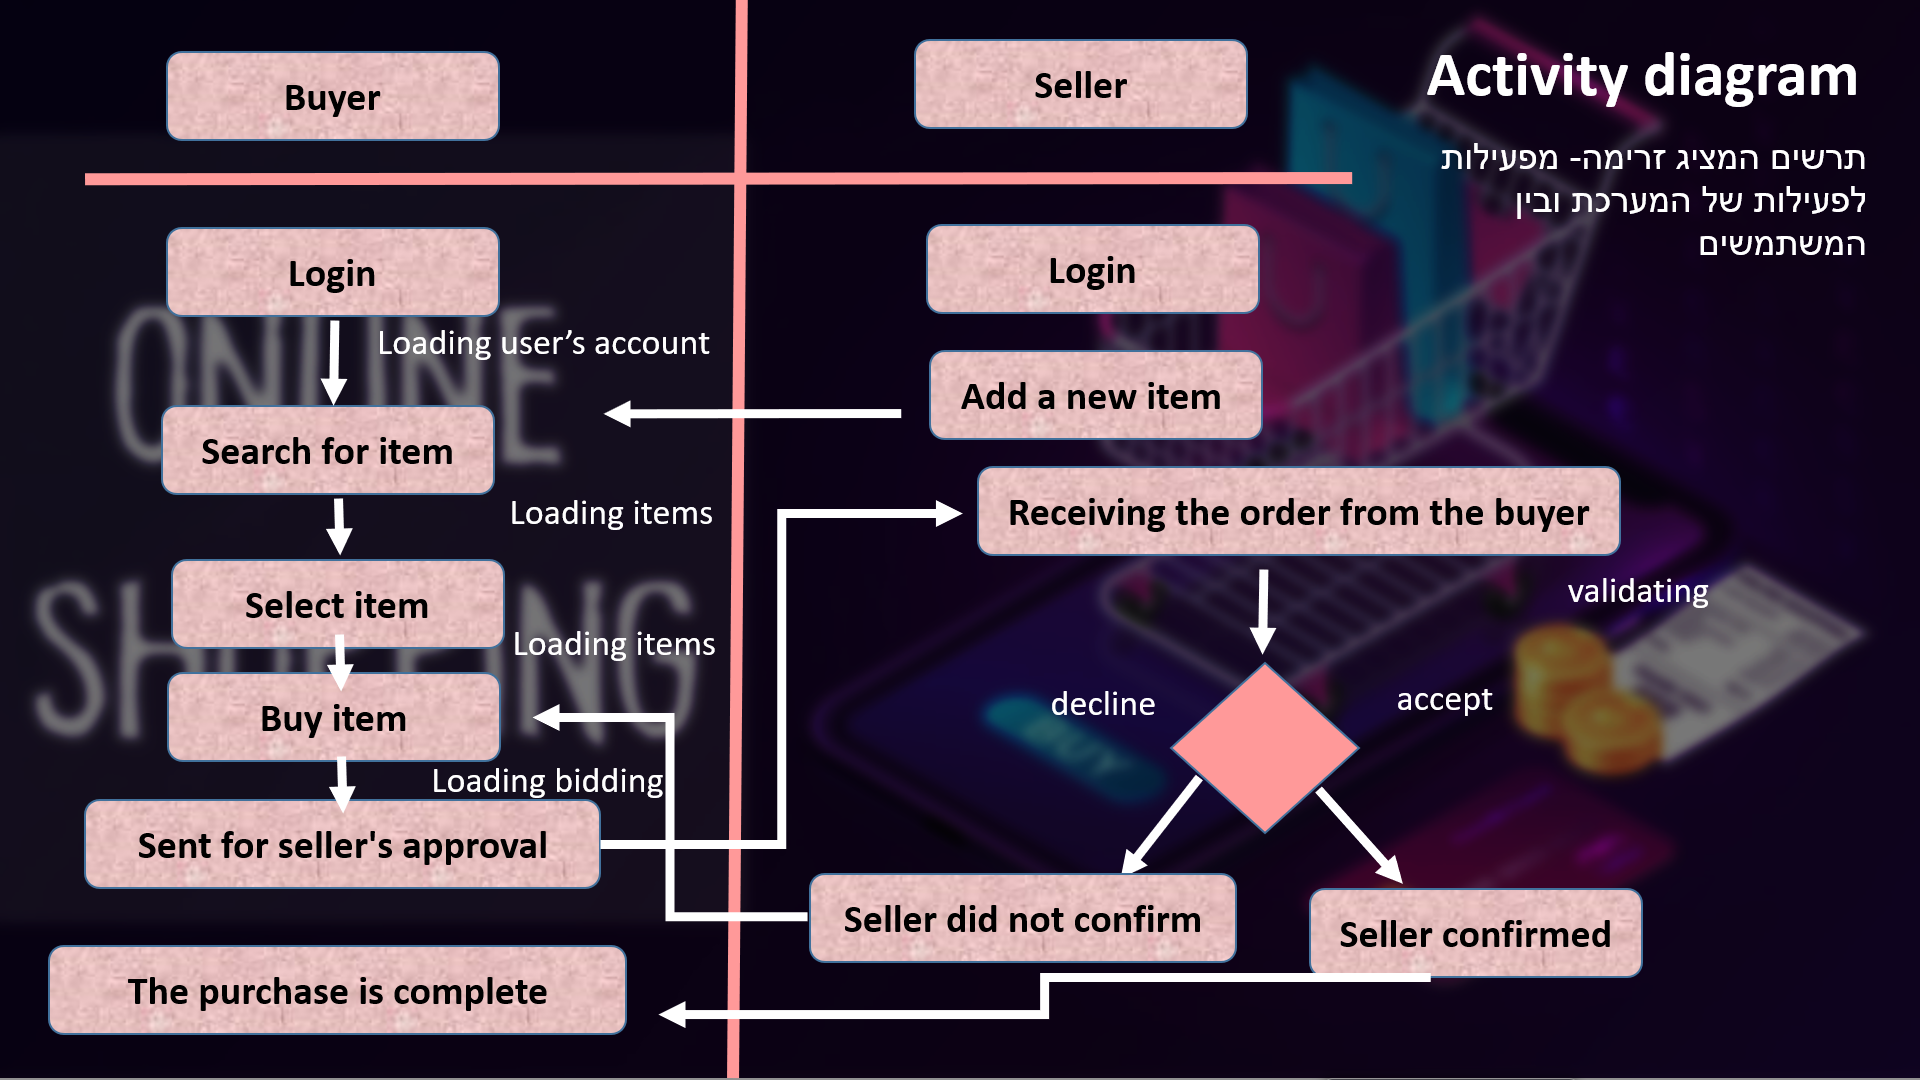 Activity diagram
תרשים המציג זרימה- מפעילות
לפעילות של המערכת ובין
המשתמשים
Buyer
Seller
Login
Loading user’s account
Search for item
Loading items
Select item
Loading items
Buy item
Loading bidding
Sent for seller's approval
The purchase is complete
Login
Add a new item
Receiving the order from the buyer
validating
decline
accept
Seller did not confirm
Seller confirmed
ONLINE
SHOPPING
BUY